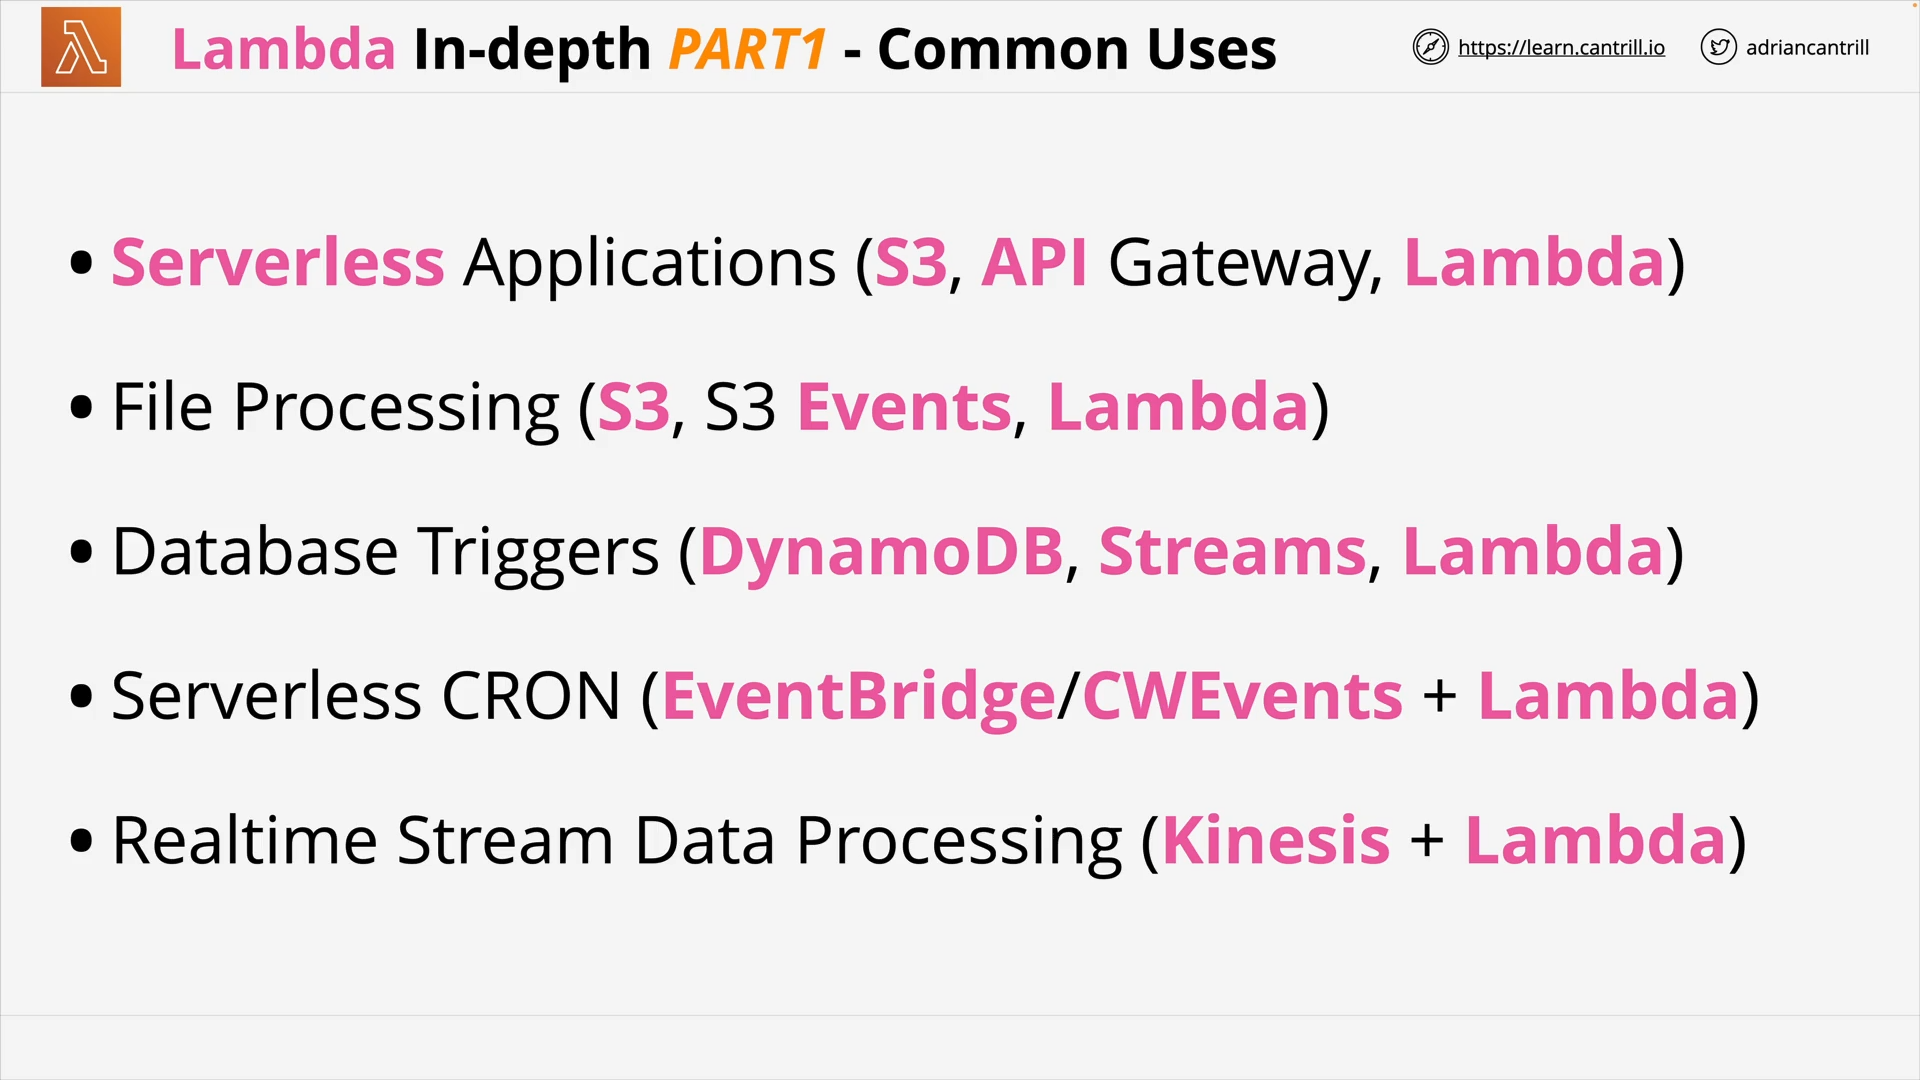 Lambda In-depth PART1 - Common Uses
https://learn.cantrill.io
adriancantrill
• Serverless Applications (S3, API Gateway, Lambda)
• File Processing (S3, S3 Events, Lambda)
• Database Triggers (DynamoDB, Streams, Lambda)
• Serverless CRON (EventBridge/CWEvents + Lambda)
• Realtime Stream Data Processing (Kinesis + Lambda)